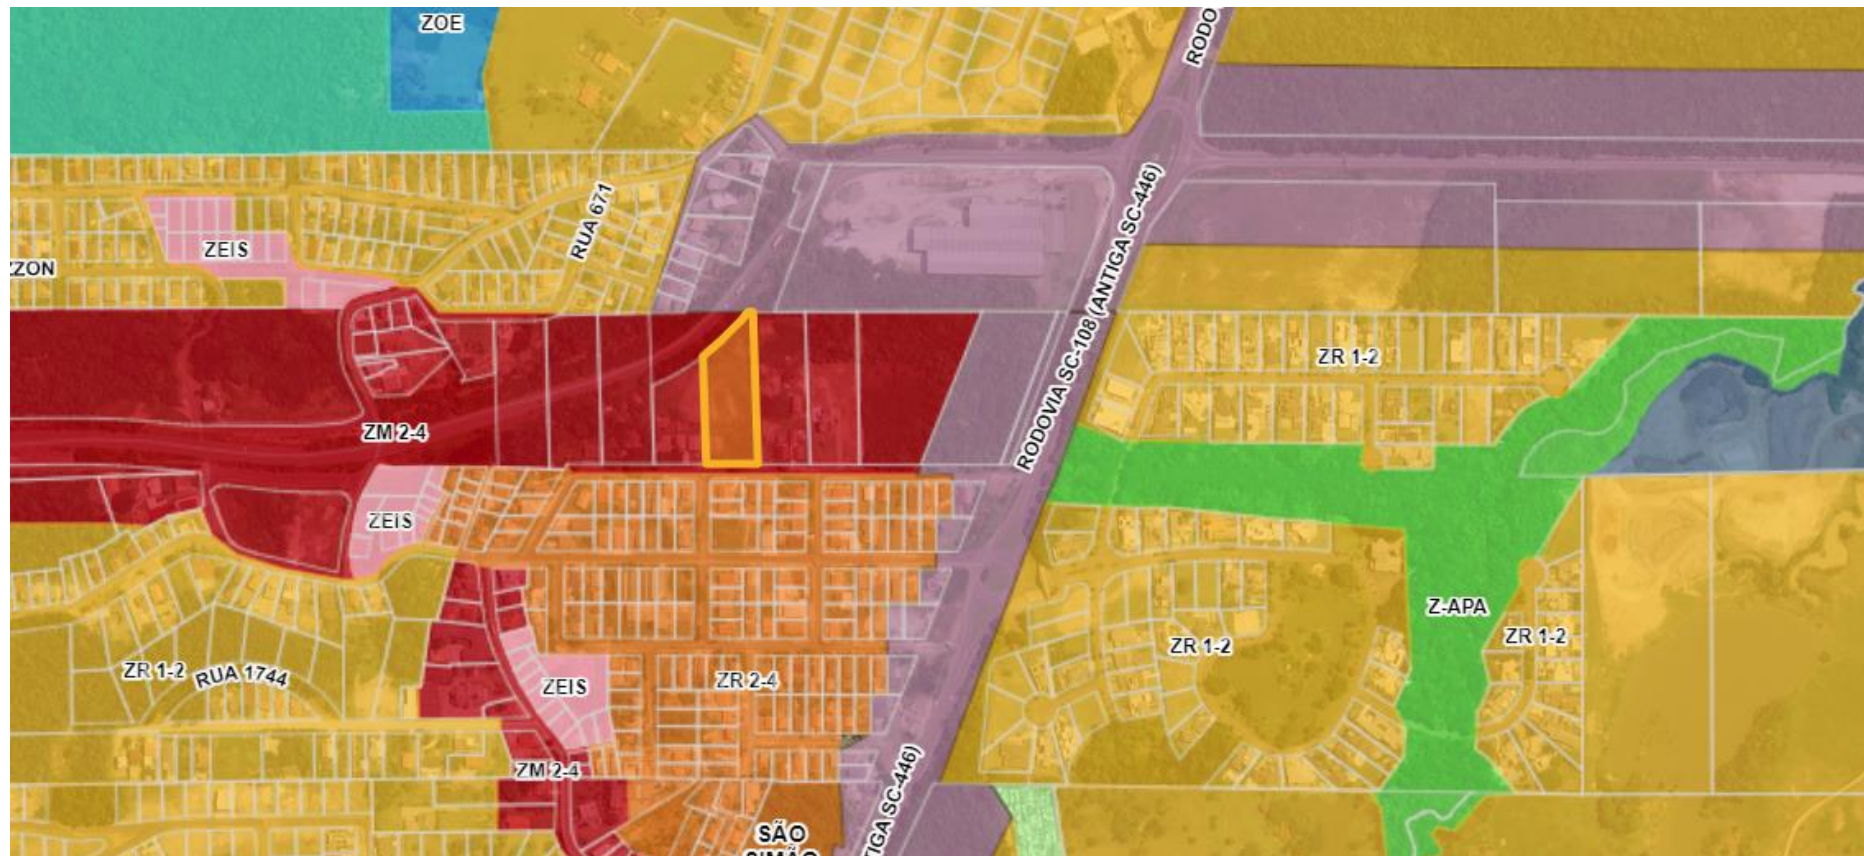 ZOE
RODO
RUA 671
ZEIS
ZZON
RODOVIA SC-108 (ANTIGA SC-446)
ZR 1-2
ZM 2-4
ZEIS
Z-APA
ZR 1-2
ZR 1-2
ZR 1-2
RUA 1744
ZEIS
ZR 2-4
ZM 2-4
TIGA SC-446)
SÃO
SIMÃO